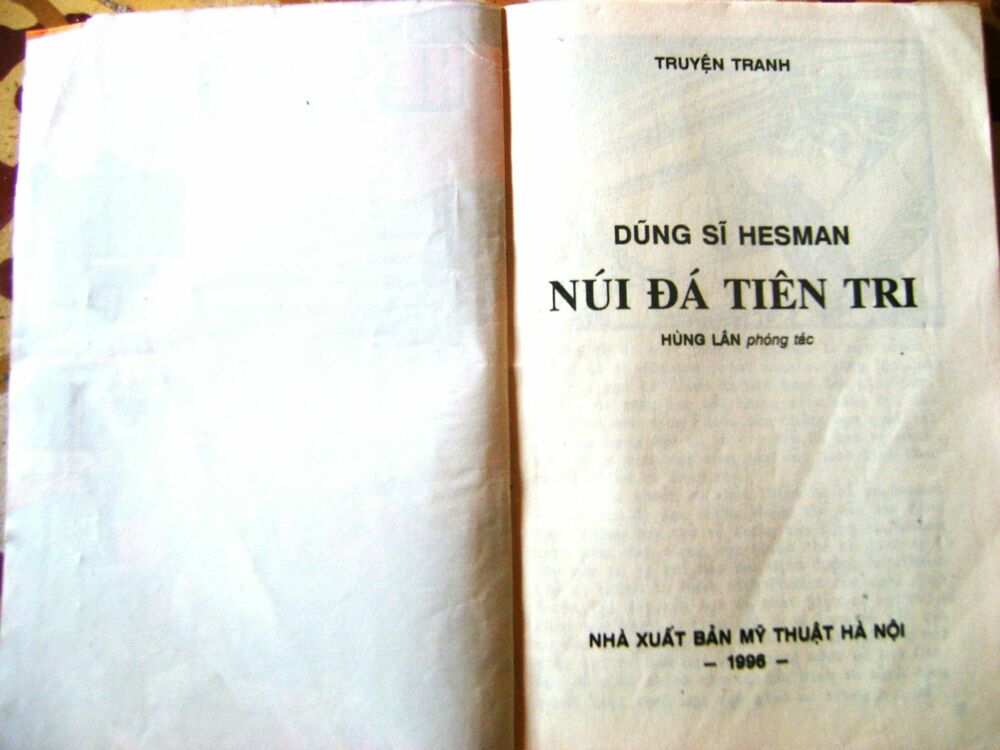 TRUYỆN TRANH
DŨNG SĨ HESMAN
NÚI ĐÁ TIÊN TRI
HÙNG LÂN phóng tác
NHÀ XUẤT BẢN MỸ THUẬT HÀ NỘI
– 1996 –